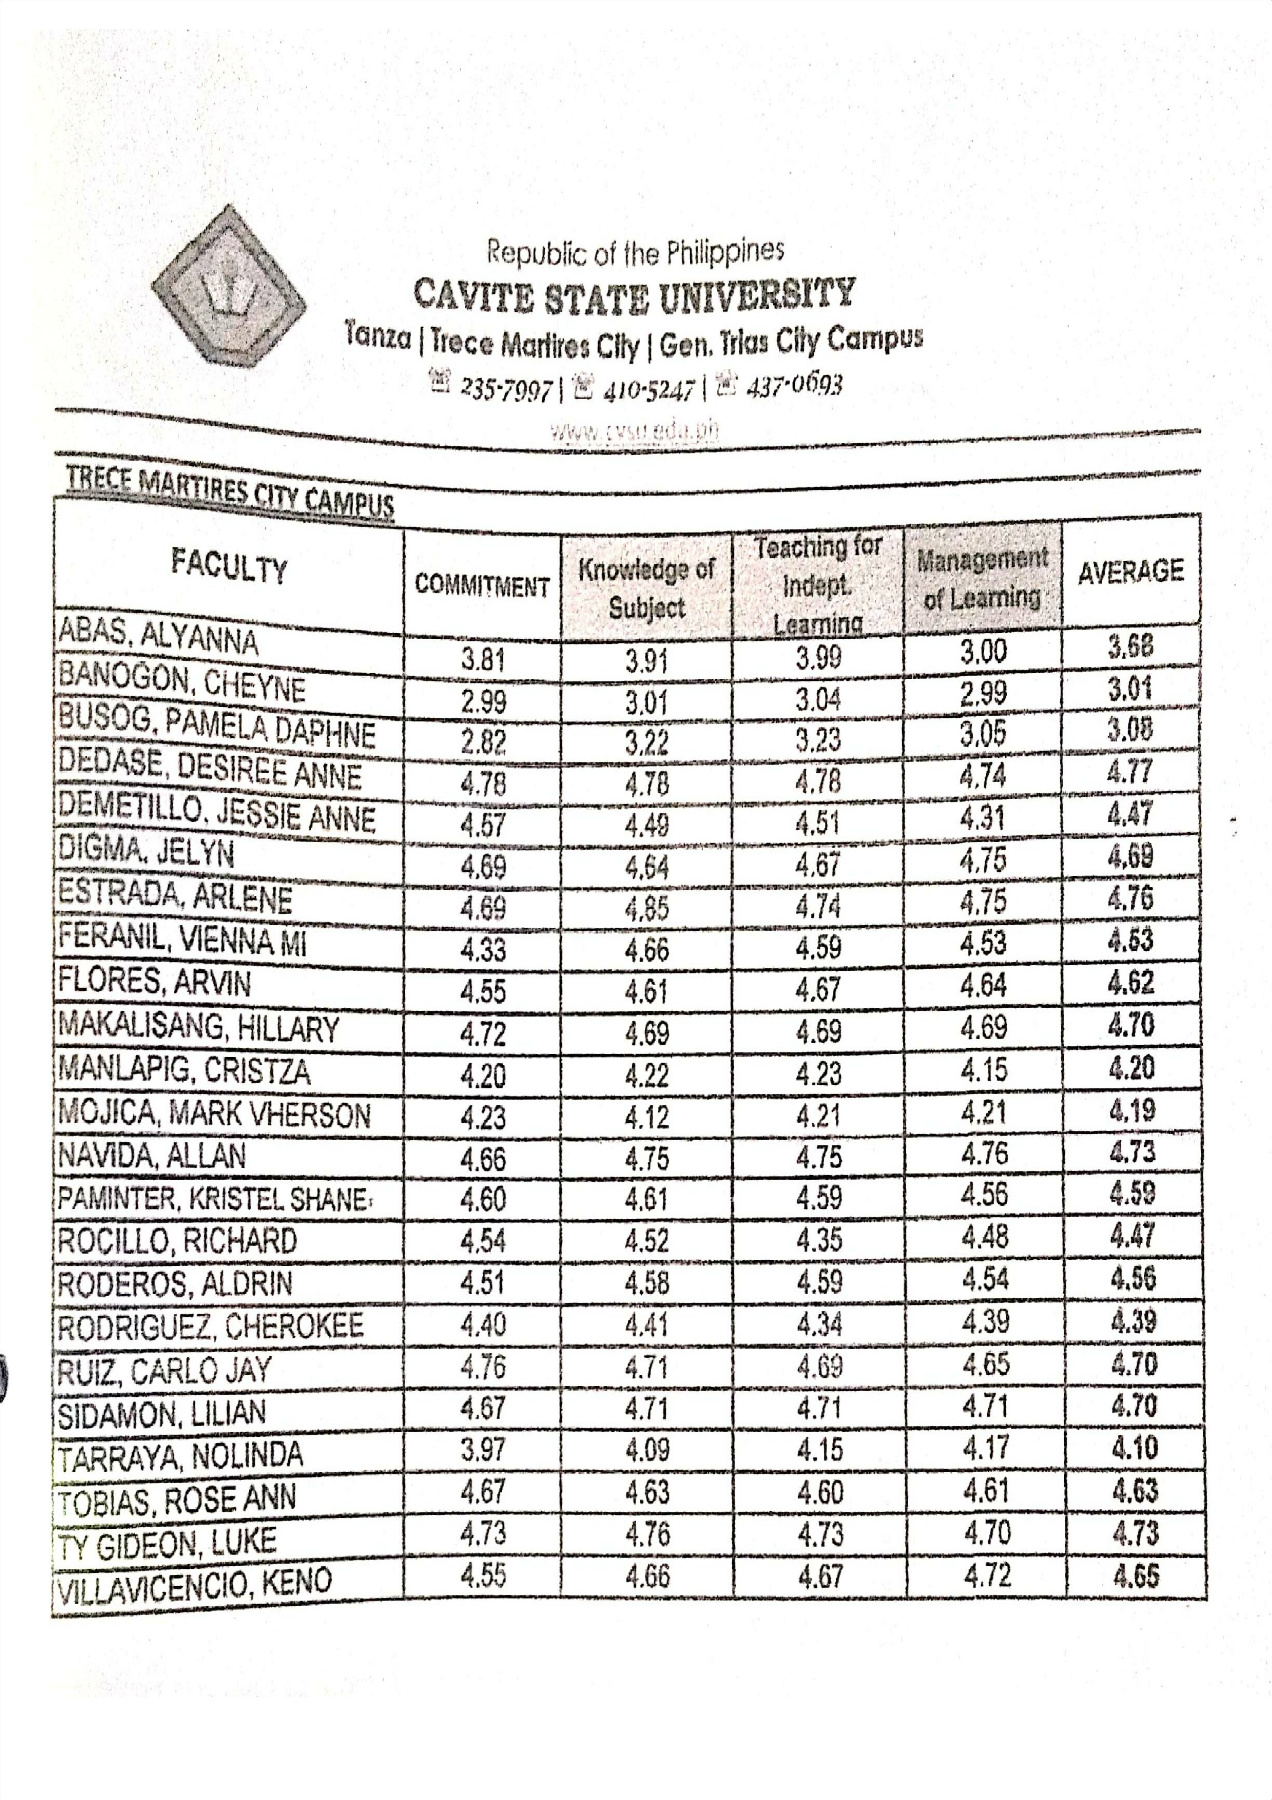 Republic of the Philippines
CAVITE STATE UNIVERSITY
Tanza | Trece Martires City | Gen. Trias City Campus
☏ 235-7997 | ☏ 410-5247 | ☏ 437-0693
www.cvsu.edu.ph
TRECE MARTIRES CITY CAMPUS
FACULTY COMMITMENT Knowledge of Subject Teaching for Indept. Learning Management of Learning AVERAGE
ABAS, ALYANNA 3.81 3.91 3.99 3.00 3.68
BANOGON, CHEYNE 2.99 3.01 3.04 2.99 3.01
BUSOG, PAMELA DAPHNE 2.82 3.22 3.23 3.05 3.08
DEDASE, DESIREE ANNE 4.78 4.78 4.78 4.74 4.77
DEMETILLO, JESSIE ANNE 4.57 4.49 4.51 4.31 4.47
DIGMA, JELYN 4.69 4.64 4.67 4.75 4.69
ESTRADA, ARLENE 4.69 4.85 4.74 4.75 4.76
FERANIL, VIENNA MI 4.33 4.66 4.59 4.53 4.53
FLORES, ARVIN 4.55 4.61 4.67 4.64 4.62
MAKALISANG, HILLARY 4.72 4.69 4.69 4.69 4.70
MANLAPIG, CRISTZA 4.20 4.22 4.23 4.15 4.20
MOJICA, MARK VHERSON 4.23 4.12 4.21 4.21 4.19
NAVIDA, ALLAN 4.66 4.75 4.75 4.76 4.73
PAMINTER, KRISTEL SHANE 4.60 4.61 4.59 4.56 4.59
ROCILLO, RICHARD 4.54 4.52 4.35 4.48 4.47
RODEROS, ALDRIN 4.51 4.58 4.59 4.54 4.56
RODRIGUEZ, CHEROKEE 4.40 4.41 4.34 4.39 4.39
RUIZ, CARLO JAY 4.76 4.71 4.69 4.65 4.70
SIDAMON, LILIAN 4.67 4.71 4.71 4.71 4.70
TARRAYA, NOLINDA 3.97 4.09 4.15 4.17 4.10
TOBIAS, ROSE ANN 4.67 4.63 4.60 4.61 4.63
TY GIDEON, LUKE 4.73 4.76 4.73 4.70 4.73
VILLAVICENCIO, KENO 4.55 4.66 4.67 4.72 4.65